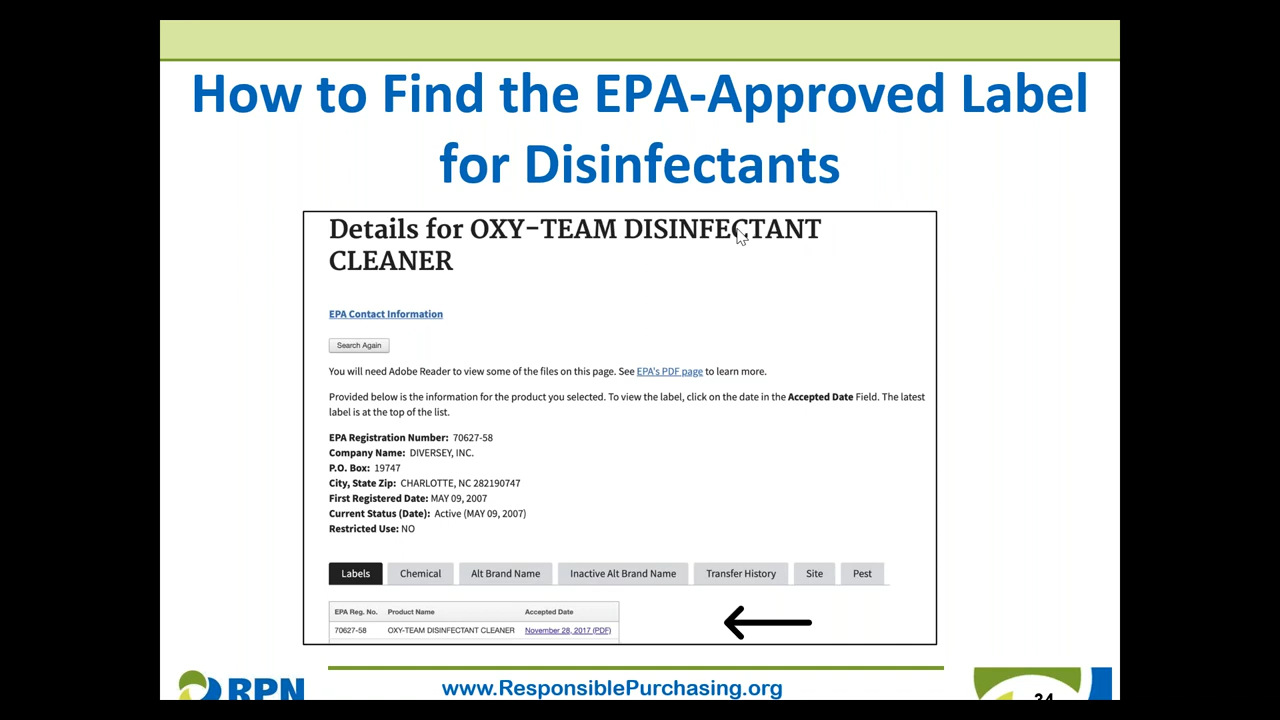 How to Find the EPA-Approved Label
for Disinfectants
Details for OXY-TEAM DISINFECTANT
CLEANER
EPA Contact Information
Search Again
You will need Adobe Reader to view some of the files on this page. See EPA's PDF page to learn more.
Provided below is the information for the product you selected. To view the label, click on the date in the Accepted Date Field. The latest
label is at the top of the list.
EPA Registration Number: 70627-58
Company Name: DIVERSEY, INC.
P.O. Box: 19747
City, State Zip: CHARLOTTE, NC 282190747
First Registered Date: MAY 09, 2007
Current Status (Date): Active (MAY 09, 2007)
Restricted Use: NO
Labels Chemical Alt Brand Name Inactive Alt Brand Name Transfer History Site Pest
EPA Reg. No. Product Name Accepted Date
70627-58 OXY-TEAM DISINFECTANT CLEANER November 28, 2017 (PDF)
RPN www.ResponsiblePurchasing.org 34